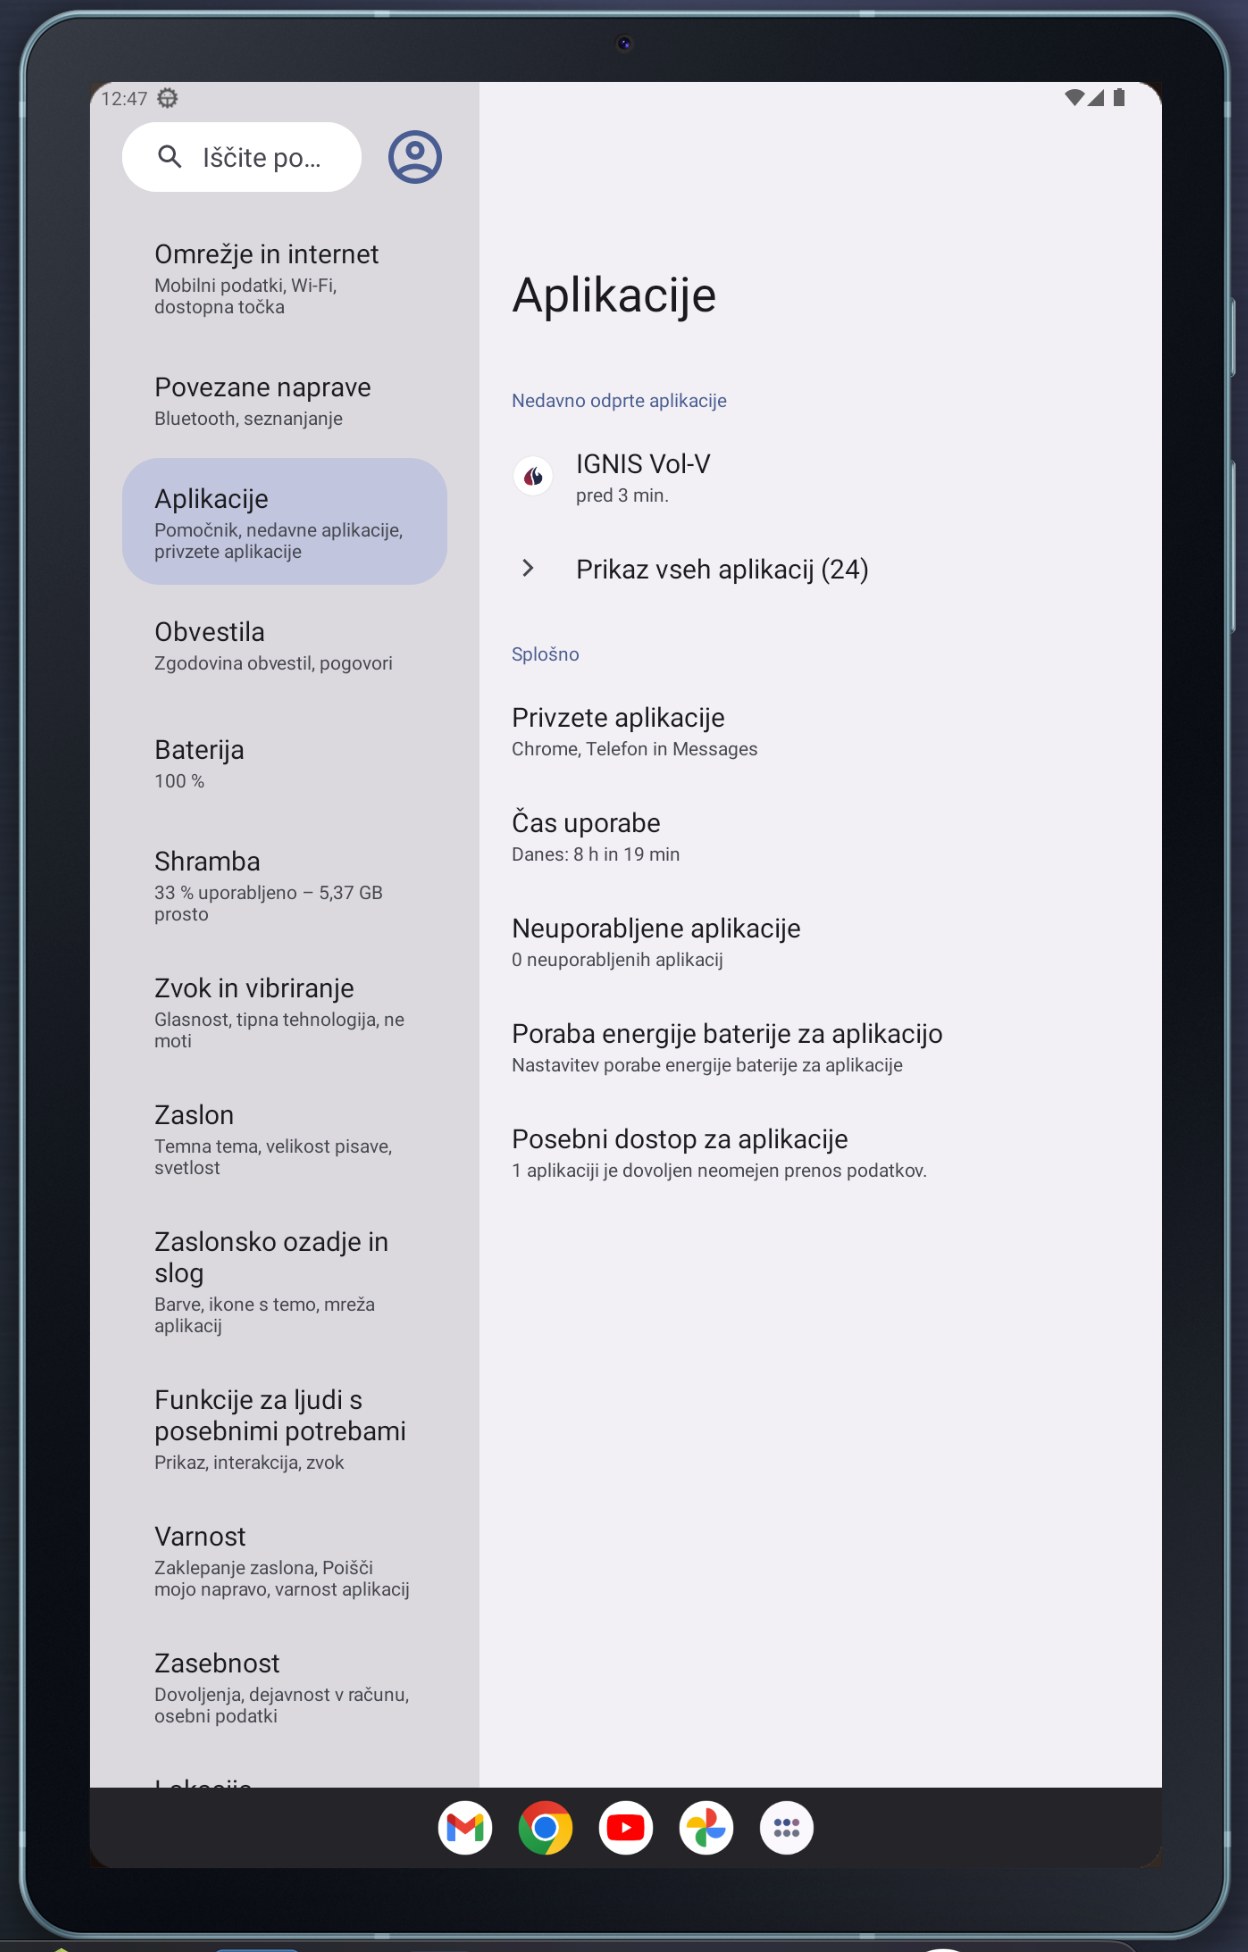 12:47
Iščite po...
Omrežje in internet
Mobilni podatki, Wi-Fi,
dostopna točka
Povezane naprave
Bluetooth, seznanjanje
Aplikacije
Pomočnik, nedavne aplikacije,
privzete aplikacije
Obvestila
Zgodovina obvestil, pogovori
Baterija
100 %
Shramba
33 % uporabljeno – 5,37 GB
prosto
Zvok in vibriranje
Glasnost, tipna tehnologija, ne
moti
Zaslon
Temna tema, velikost pisave,
svetlost
Zaslonsko ozadje in
slog
Barve, ikone s temo, mreža
aplikacij
Funkcije za ljudi s
posebnimi potrebami
Prikaz, interakcija, zvok
Varnost
Zaklepanje zaslona, Poišči
mojo napravo, varnost aplikacij
Zasebnost
Dovoljenja, dejavnost v računu,
osebni podatki
Lokacija
Aplikacije
Nedavno odprte aplikacije
IGNIS Vol-V
pred 3 min.
Prikaz vseh aplikacij (24)
Splošno
Privzete aplikacije
Chrome, Telefon in Messages
Čas uporabe
Danes: 8 h in 19 min
Neuporabljene aplikacije
0 neuporabljenih aplikacij
Poraba energije baterije za aplikacijo
Nastavitev porabe energije baterije za aplikacije
Posebni dostop za aplikacije
1 aplikaciji je dovoljen neomejen prenos podatkov.